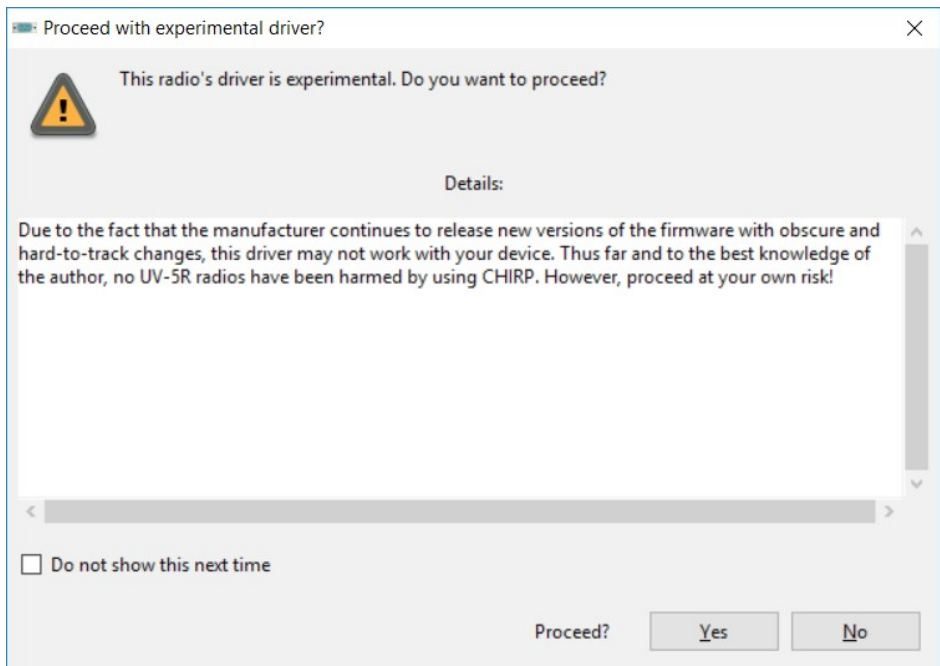 Proceed with experimental driver?
This radio's driver is experimental. Do you want to proceed?
Details:
Due to the fact that the manufacturer continues to release new versions of the firmware with obscure and
hard-to-track changes, this driver may not work with your device. Thus far and to the best knowledge of
the author, no UV-5R radios have been harmed by using CHIRP. However, proceed at your own risk!
Do not show this next time
Proceed? Yes No